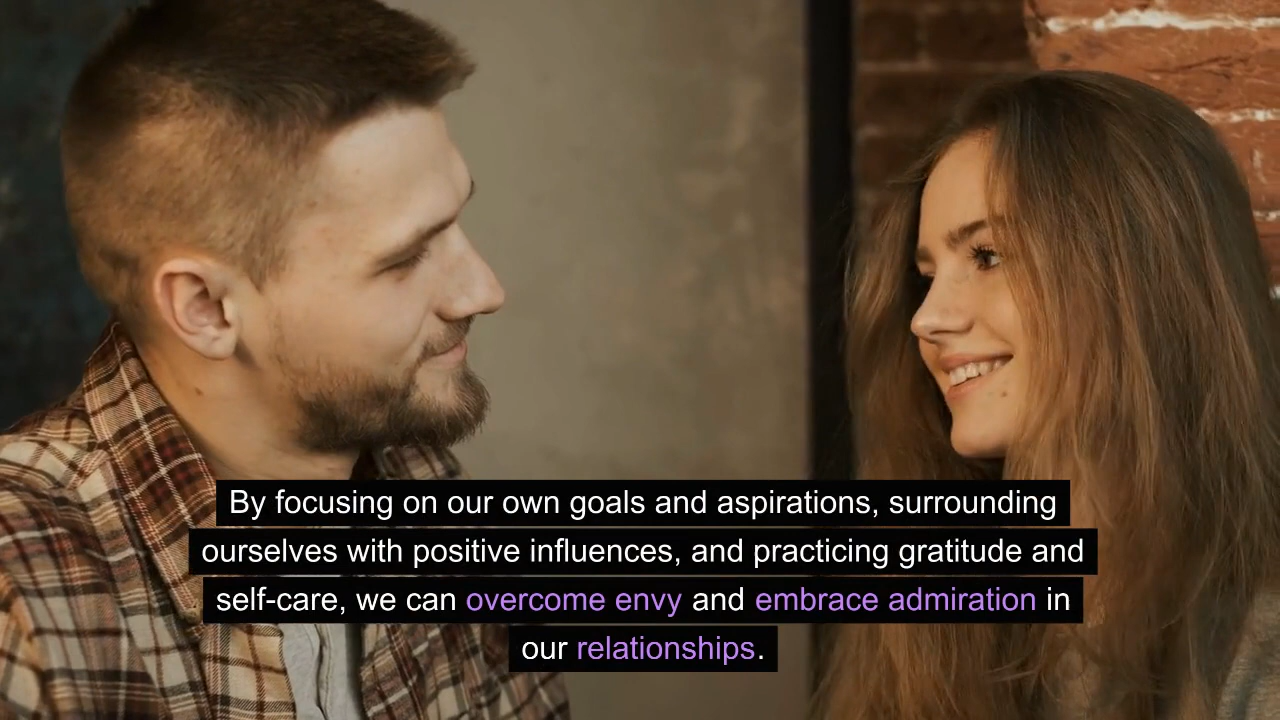 By focusing on our own goals and aspirations, surrounding
ourselves with positive influences, and practicing gratitude and
self-care, we can overcome envy and embrace admiration in
our relationships.